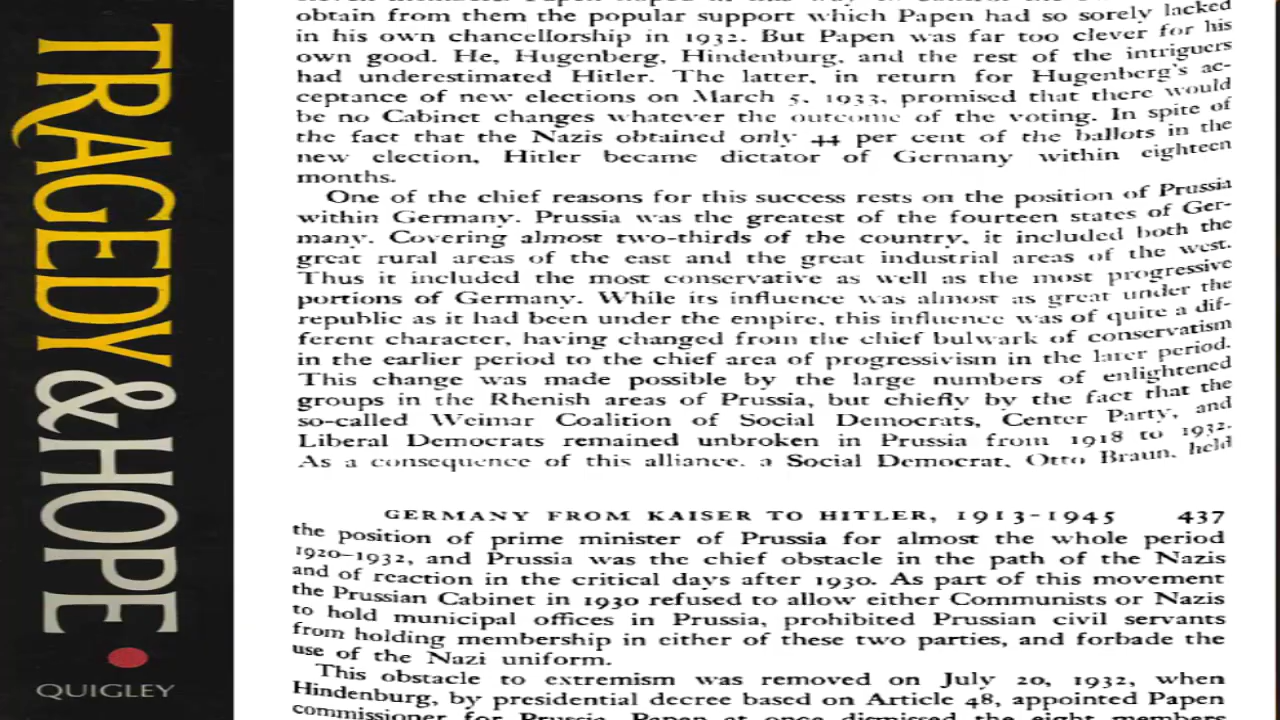 TRAGEDY & HOPE
QUIGLEY
obtain from them the popular support which Papen had so sorely lacked
in his own chancellorship in 1932. But Papen was far too clever for his
own good. He, Hugenberg, Hindenburg, and the rest of the intriguers
had underestimated Hitler. The latter, in return for Hugenberg's ac-
ceptance of new elections on March 5, 1933, promised that there would
be no Cabinet changes whatever the outcome of the voting. In spite of
the fact that the Nazis obtained only 44 per cent of the ballots in the
new election, Hitler became dictator of Germany within eighteen
months.
One of the chief reasons for this success rests on the position of Prussia
within Germany. Prussia was the greatest of the fourteen states of Ger-
many. Covering almost two-thirds of the country, it included both the
great rural areas of the east and the great industrial areas of the west.
Thus it included the most conservative as well as the most progressive
portions of Germany. While its influence was almost as great under the
republic as it had been under the empire, this influence was of quite a dif-
ferent character, having changed from the chief bulwark of conservatism
in the earlier period to the chief area of progressivism in the later period.
This change was made possible by the large numbers of enlightened
groups in the Rhenish areas of Prussia, but chiefly by the fact that the
so-called Weimar Coalition of Social Democrats, Center Party, and
Liberal Democrats remained unbroken in Prussia from 1918 to 1932.
As a consequence of this alliance, a Social Democrat, Otto Braun, held
GERMANY FROM KAISER TO HITLER, 1913-1945 437
the position of prime minister of Prussia for almost the whole period
1920-1932, and Prussia was the chief obstacle in the path of the Nazis
and of reaction in the critical days after 1930. As part of this movement
the Prussian Cabinet in 1930 refused to allow either Communists or Nazis
to hold municipal offices in Prussia, prohibited Prussian civil servants
from holding membership in either of these two parties, and forbade the
use of the Nazi uniform.
This obstacle to extremism was removed on July 20, 1932, when
Hindenburg, by presidential decree based on Article 48, appointed Papen
commissioner for Prussia. Papen at once dismissed the eight members